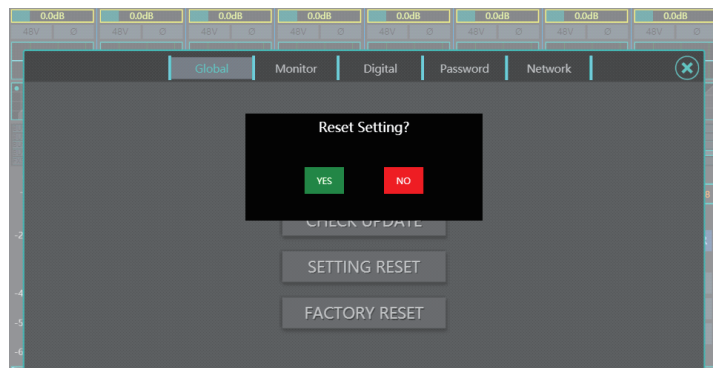 0.0dB 0.0dB 0.0dB 0.0dB 0.0dB 0.0dB 0.0dB 0.0dB
48V Ø 48V Ø 48V Ø 48V Ø 48V Ø 48V Ø 48V Ø 48V Ø
Global Monitor Digital Password Network
Reset Setting?
YES NO
CHECK UPDATE
-2
SETTING RESET
-4
FACTORY RESET
-5
-6